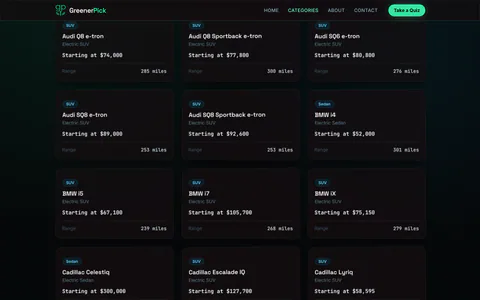 GreenerPick
HOME CATEGORIES ABOUT CONTACT Take a Quiz
SUV
Audi Q8 e-tron
Electric SUV
Starting at $74,000
Range 285 miles
SUV
Audi Q8 Sportback e-tron
Electric SUV
Starting at $77,800
Range 300 miles
SUV
Audi SQ6 e-tron
Electric SUV
Starting at $80,800
Range 276 miles
SUV
Audi SQ8 e-tron
Electric SUV
Starting at $89,800
Range 253 miles
SUV
Audi SQ8 Sportback e-tron
Electric SUV
Starting at $92,600
Range 253 miles
Sedan
BMW i4
Electric Sedan
Starting at $52,800
Range 301 miles
SUV
BMW i5
Electric SUV
Starting at $67,100
Range 239 miles
SUV
BMW i7
Electric SUV
Starting at $105,700
Range 268 miles
SUV
BMW iX
Electric SUV
Starting at $75,150
Range 279 miles
Sedan
Cadillac Celestiq
Electric Sedan
Starting at $300,000
SUV
Cadillac Escalade IQ
Electric SUV
Starting at $127,700
SUV
Cadillac Lyriq
Electric SUV
Starting at $58,595